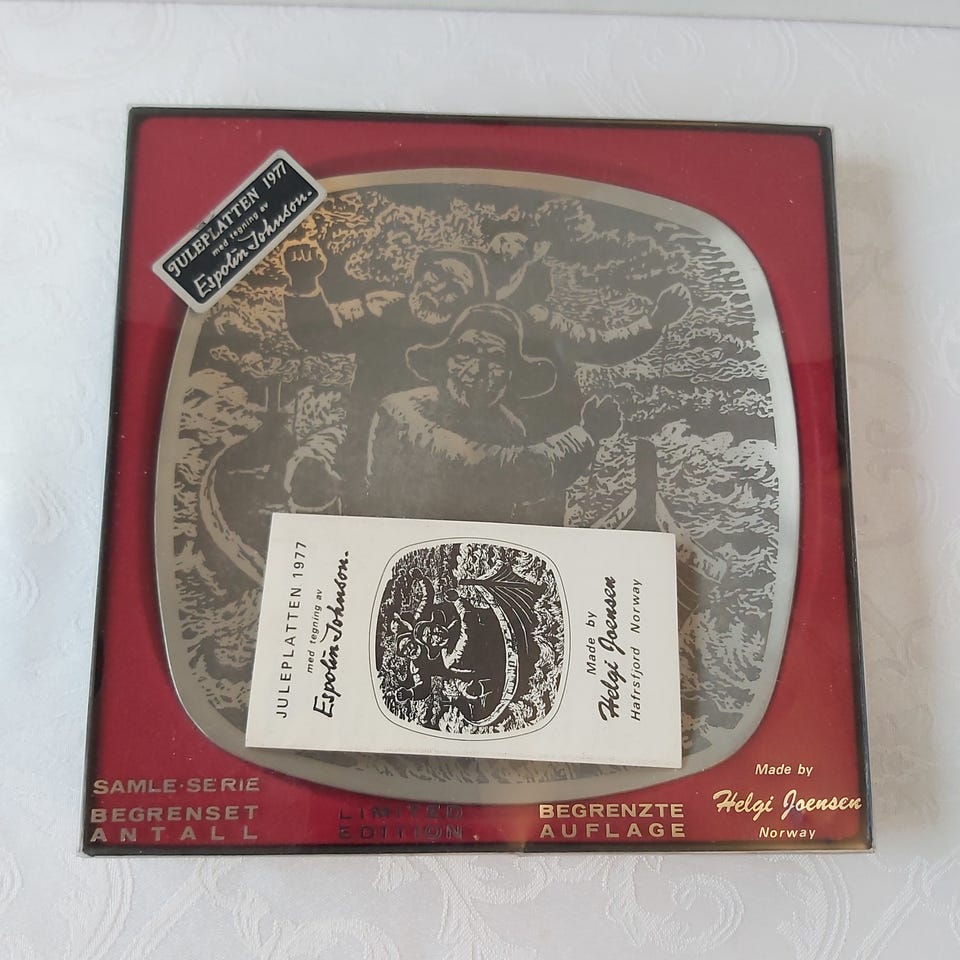 JULEPLATTEN 1977
med tegning av
Espolin Johnson.
JULEPLATTEN 1977
med tegning av
Espolin Johnson.
Made by
Helgi Joensen
Hafrsfjord Norway
SAMLE-SERIE
BEGRENSET
ANTALL
LIMITED
EDITION
BEGRENZTE
AUFLAGE
Made by
Helgi Joensen
Norway